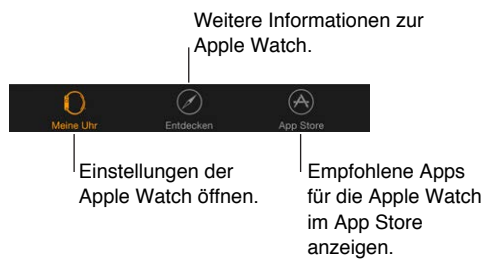 Weitere Informationen zur
Apple Watch.
Meine Uhr
Entdecken
App Store
Einstellungen der
Apple Watch öffnen.
Empfohlene Apps
für die Apple Watch
im App Store
anzeigen.